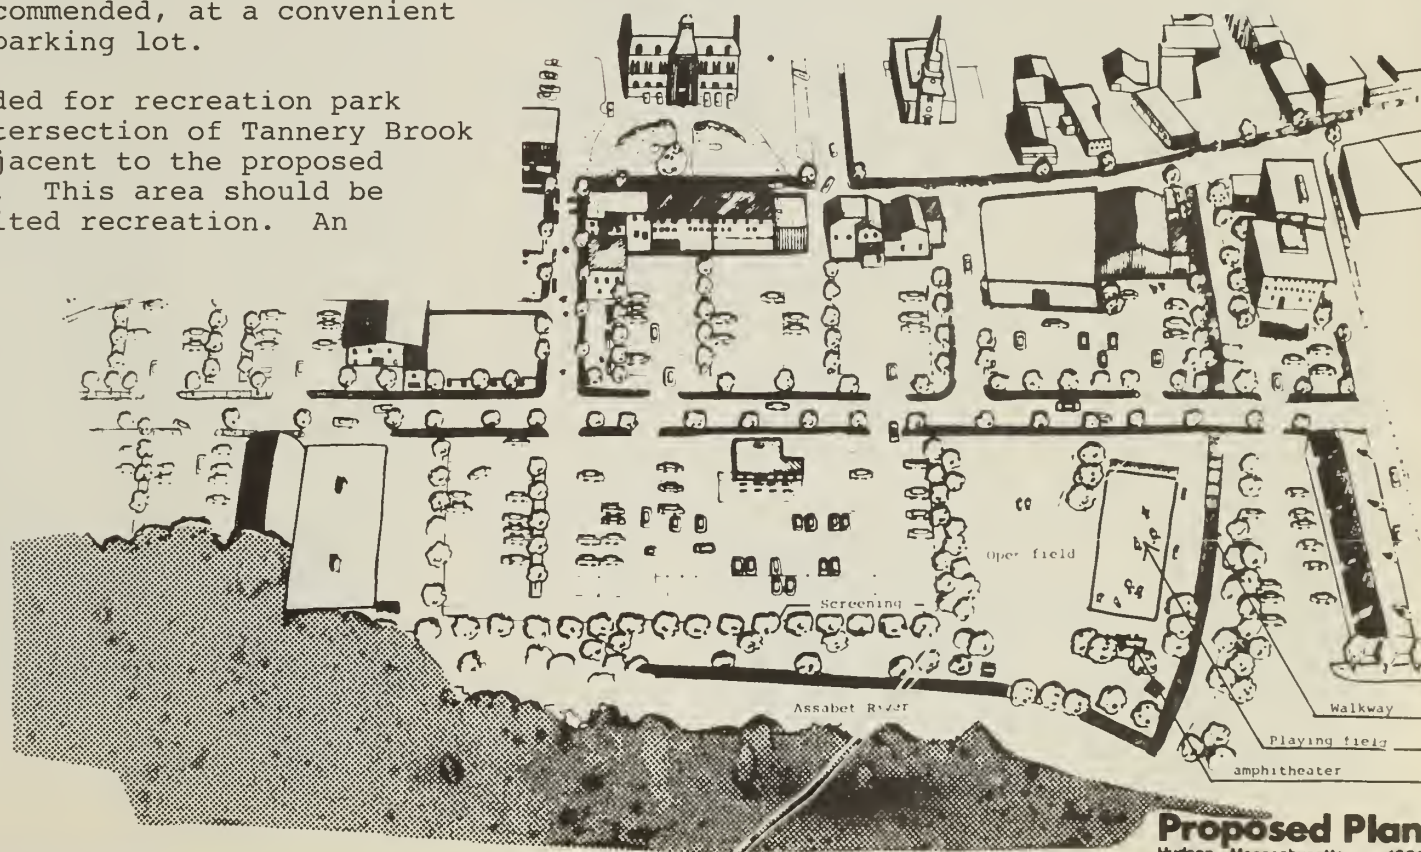 commended, at a convenient
parking lot.
ded for recreation park
tersection of Tannery Brook
jacent to the proposed
This area should be
ited recreation. An
Open field
Screening
Assabet River
Walkway
Playing field
amphitheater
Proposed Plan